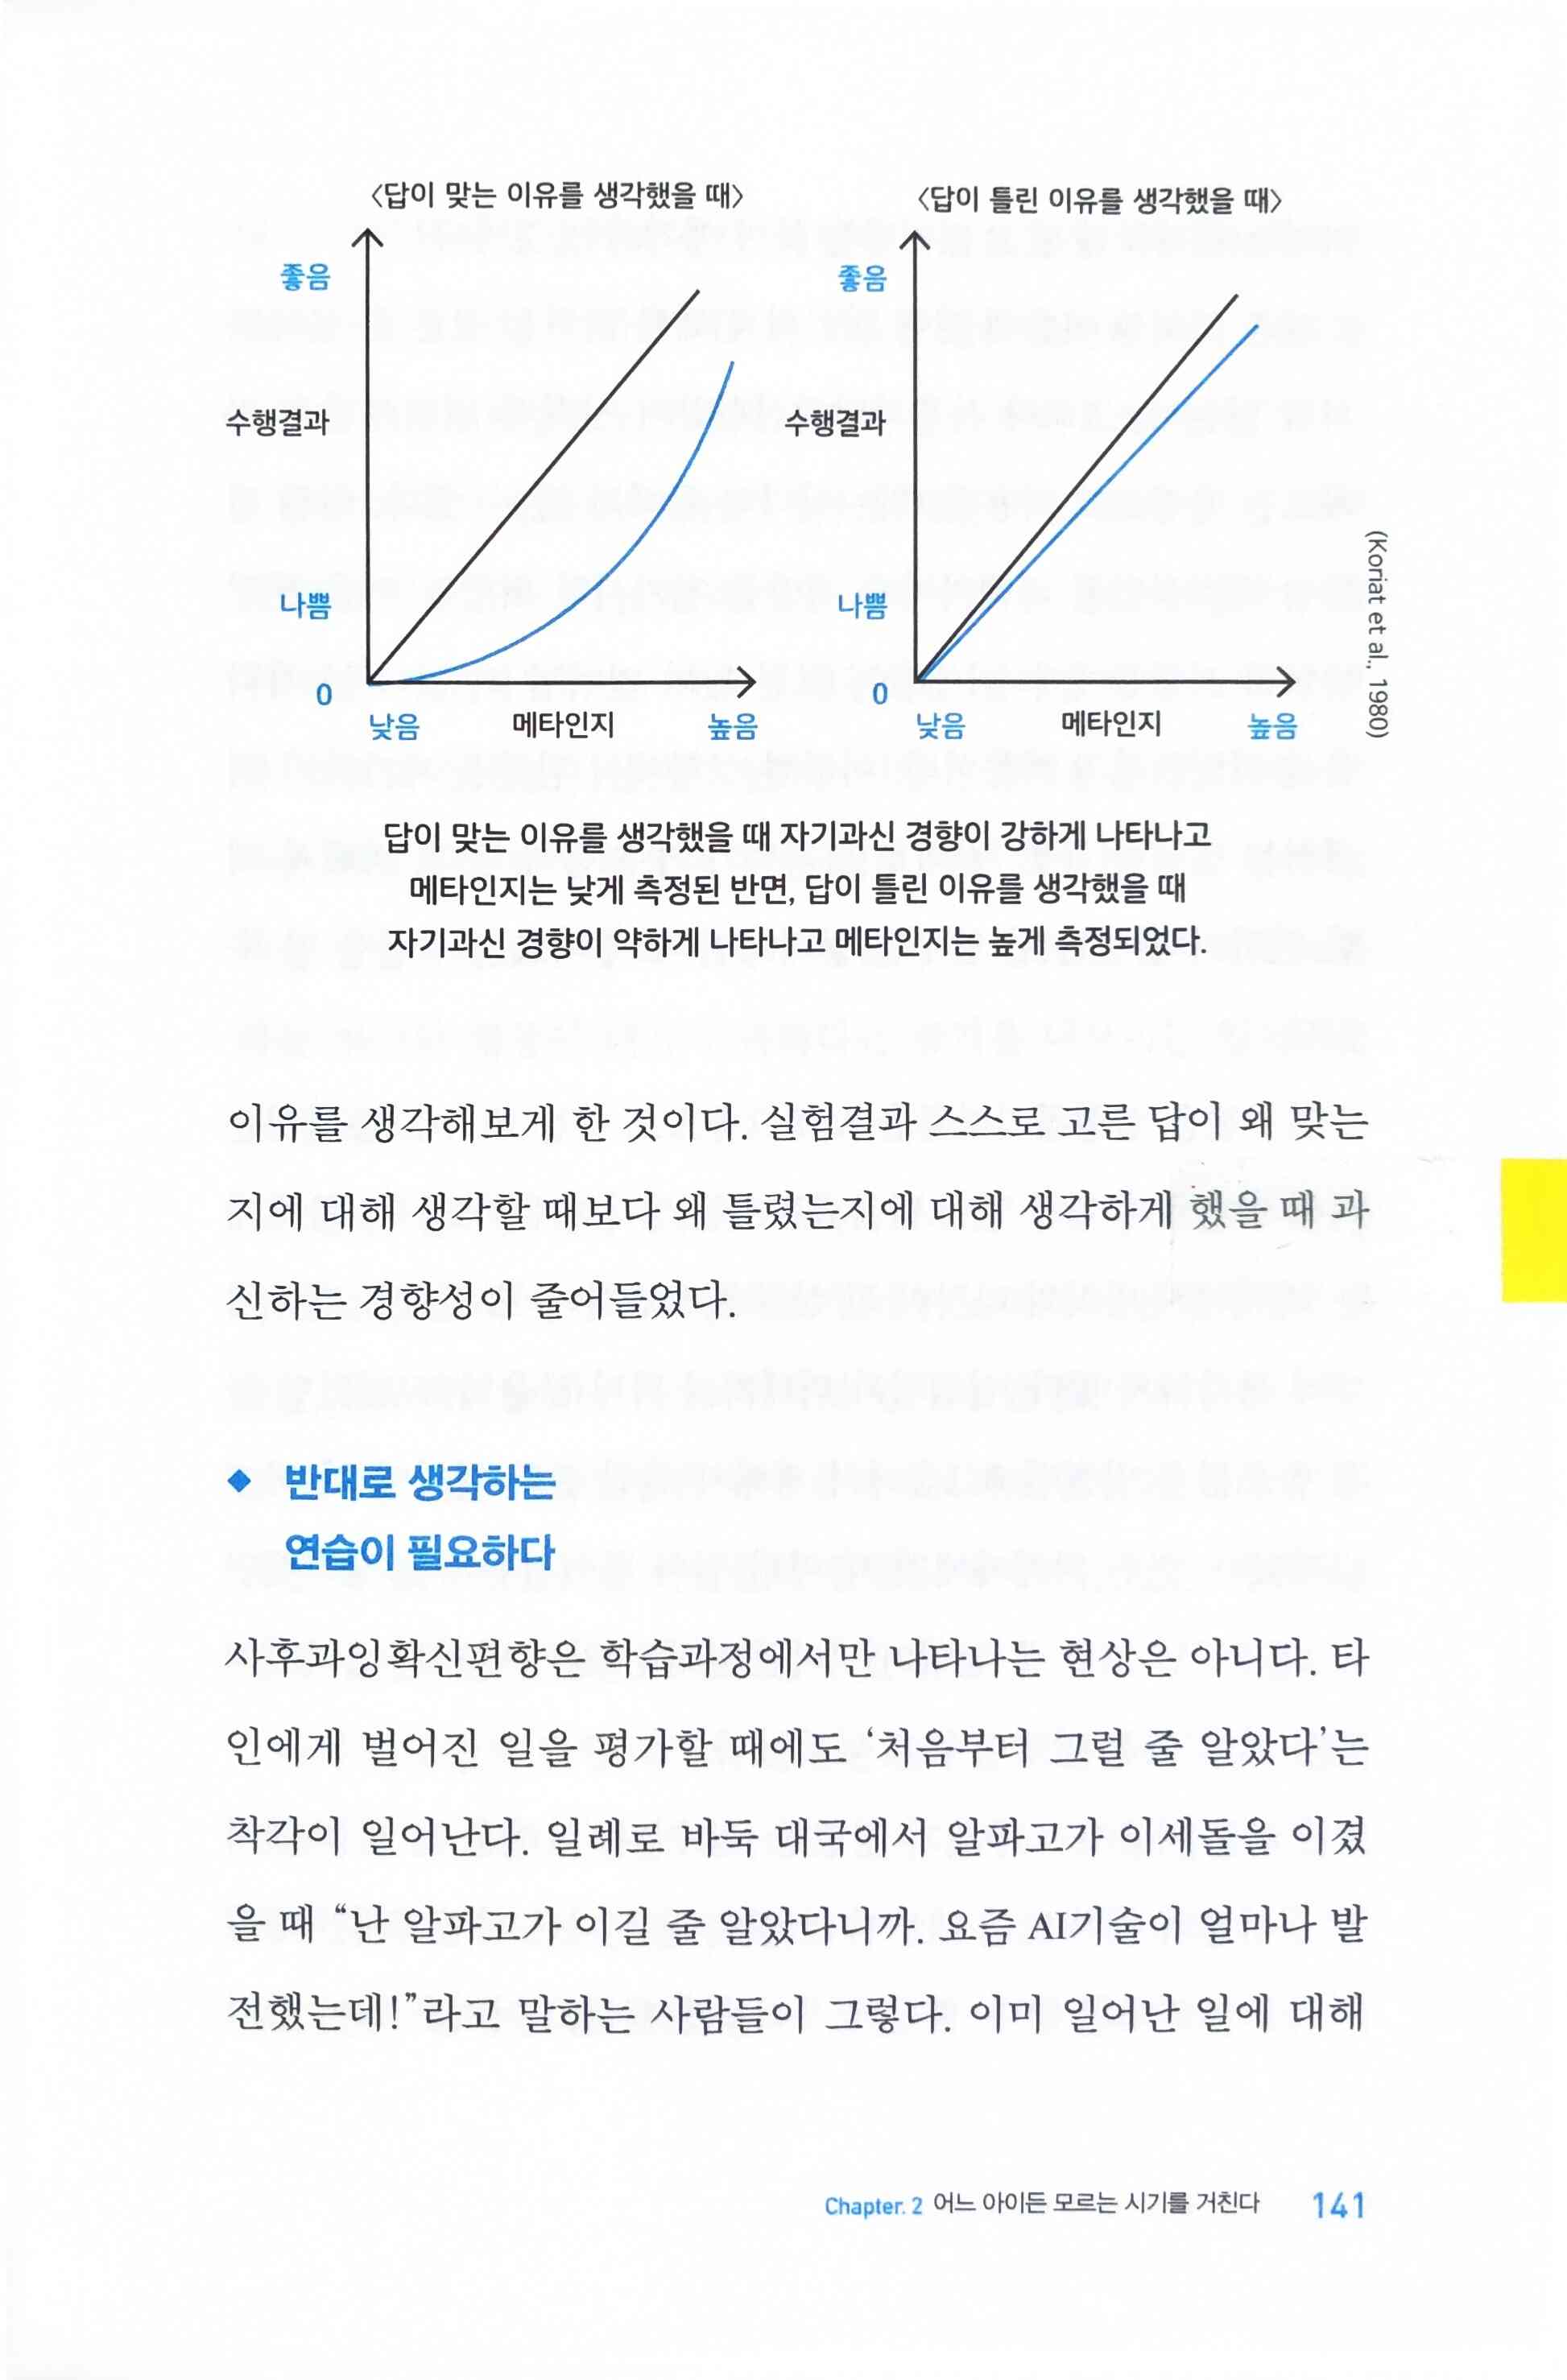 〈답이 맞는 이유를 생각했을 때〉
좋음
수행결과
나쁨
0
낮음 메타인지 높음
〈답이 틀린 이유를 생각했을 때〉
좋음
수행결과
나쁨
0
낮음 메타인지 높음
(Koriat et al., 1980)
답이 맞는 이유를 생각했을 때 자기과신 경향이 강하게 나타나고
메타인지는 낮게 측정된 반면, 답이 틀린 이유를 생각했을 때
자기과신 경향이 약하게 나타나고 메타인지는 높게 측정되었다.
이유를 생각해보게 한 것이다. 실험결과 스스로 고른 답이 왜 맞는
지에 대해 생각할 때보다 왜 틀렸는지에 대해 생각하게 했을 때 과
신하는 경향성이 줄어들었다.
◆ 반대로 생각하는
연습이 필요하다
사후과잉확신편향은 학습과정에서만 나타나는 현상은 아니다. 타
인에게 벌어진 일을 평가할 때에도 ‘처음부터 그럴 줄 알았다’는
착각이 일어난다. 일례로 바둑 대국에서 알파고가 이세돌을 이겼
을 때 “난 알파고가 이길 줄 알았다니까. 요즘 AI기술이 얼마나 발
전했는데!”라고 말하는 사람들이 그렇다. 이미 일어난 일에 대해
Chapter. 2 어느 아이든 모르는 시기를 거친다 141